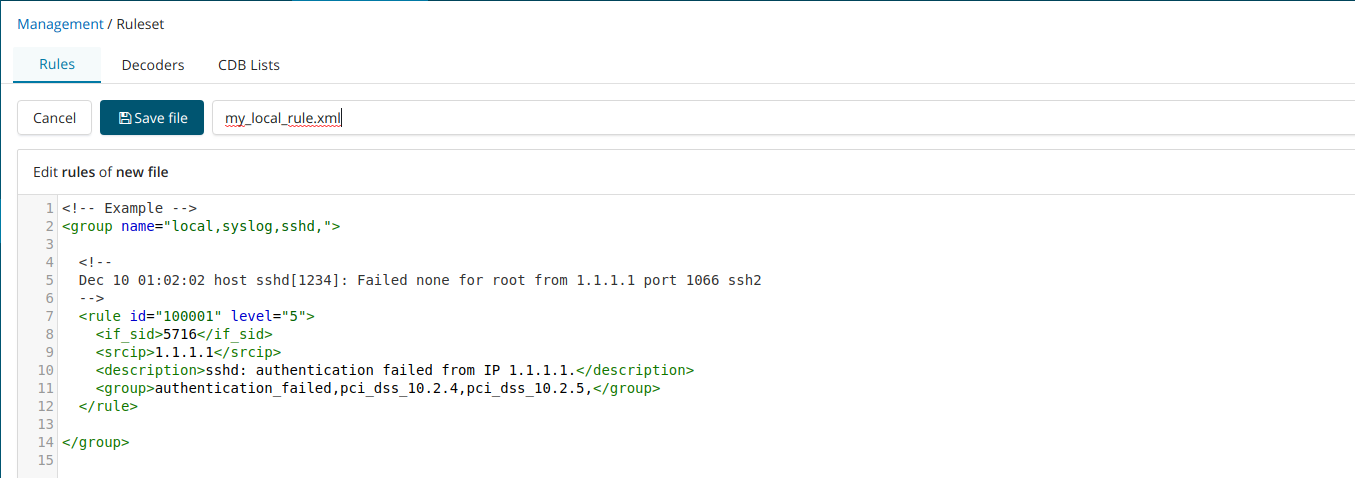 Management / Ruleset
Rules Decoders CDB Lists
Cancel Save file my_local_rule.xml
Edit rules of new file
1 <!-- Example -->
2 <group name="local,syslog,sshd,">
3
4 <!--
5 Dec 10 01:02:02 host sshd[1234]: Failed none for root from 1.1.1.1 port 1066 ssh2
6 -->
7 <rule id="100001" level="5">
8 <if_sid>5716</if_sid>
9 <srcip>1.1.1.1</srcip>
10 <description>sshd: authentication failed from IP 1.1.1.1.</description>
11 <group>authentication_failed,pci_dss_10.2.4,pci_dss_10.2.5,</group>
12 </rule>
13
14 </group>
15